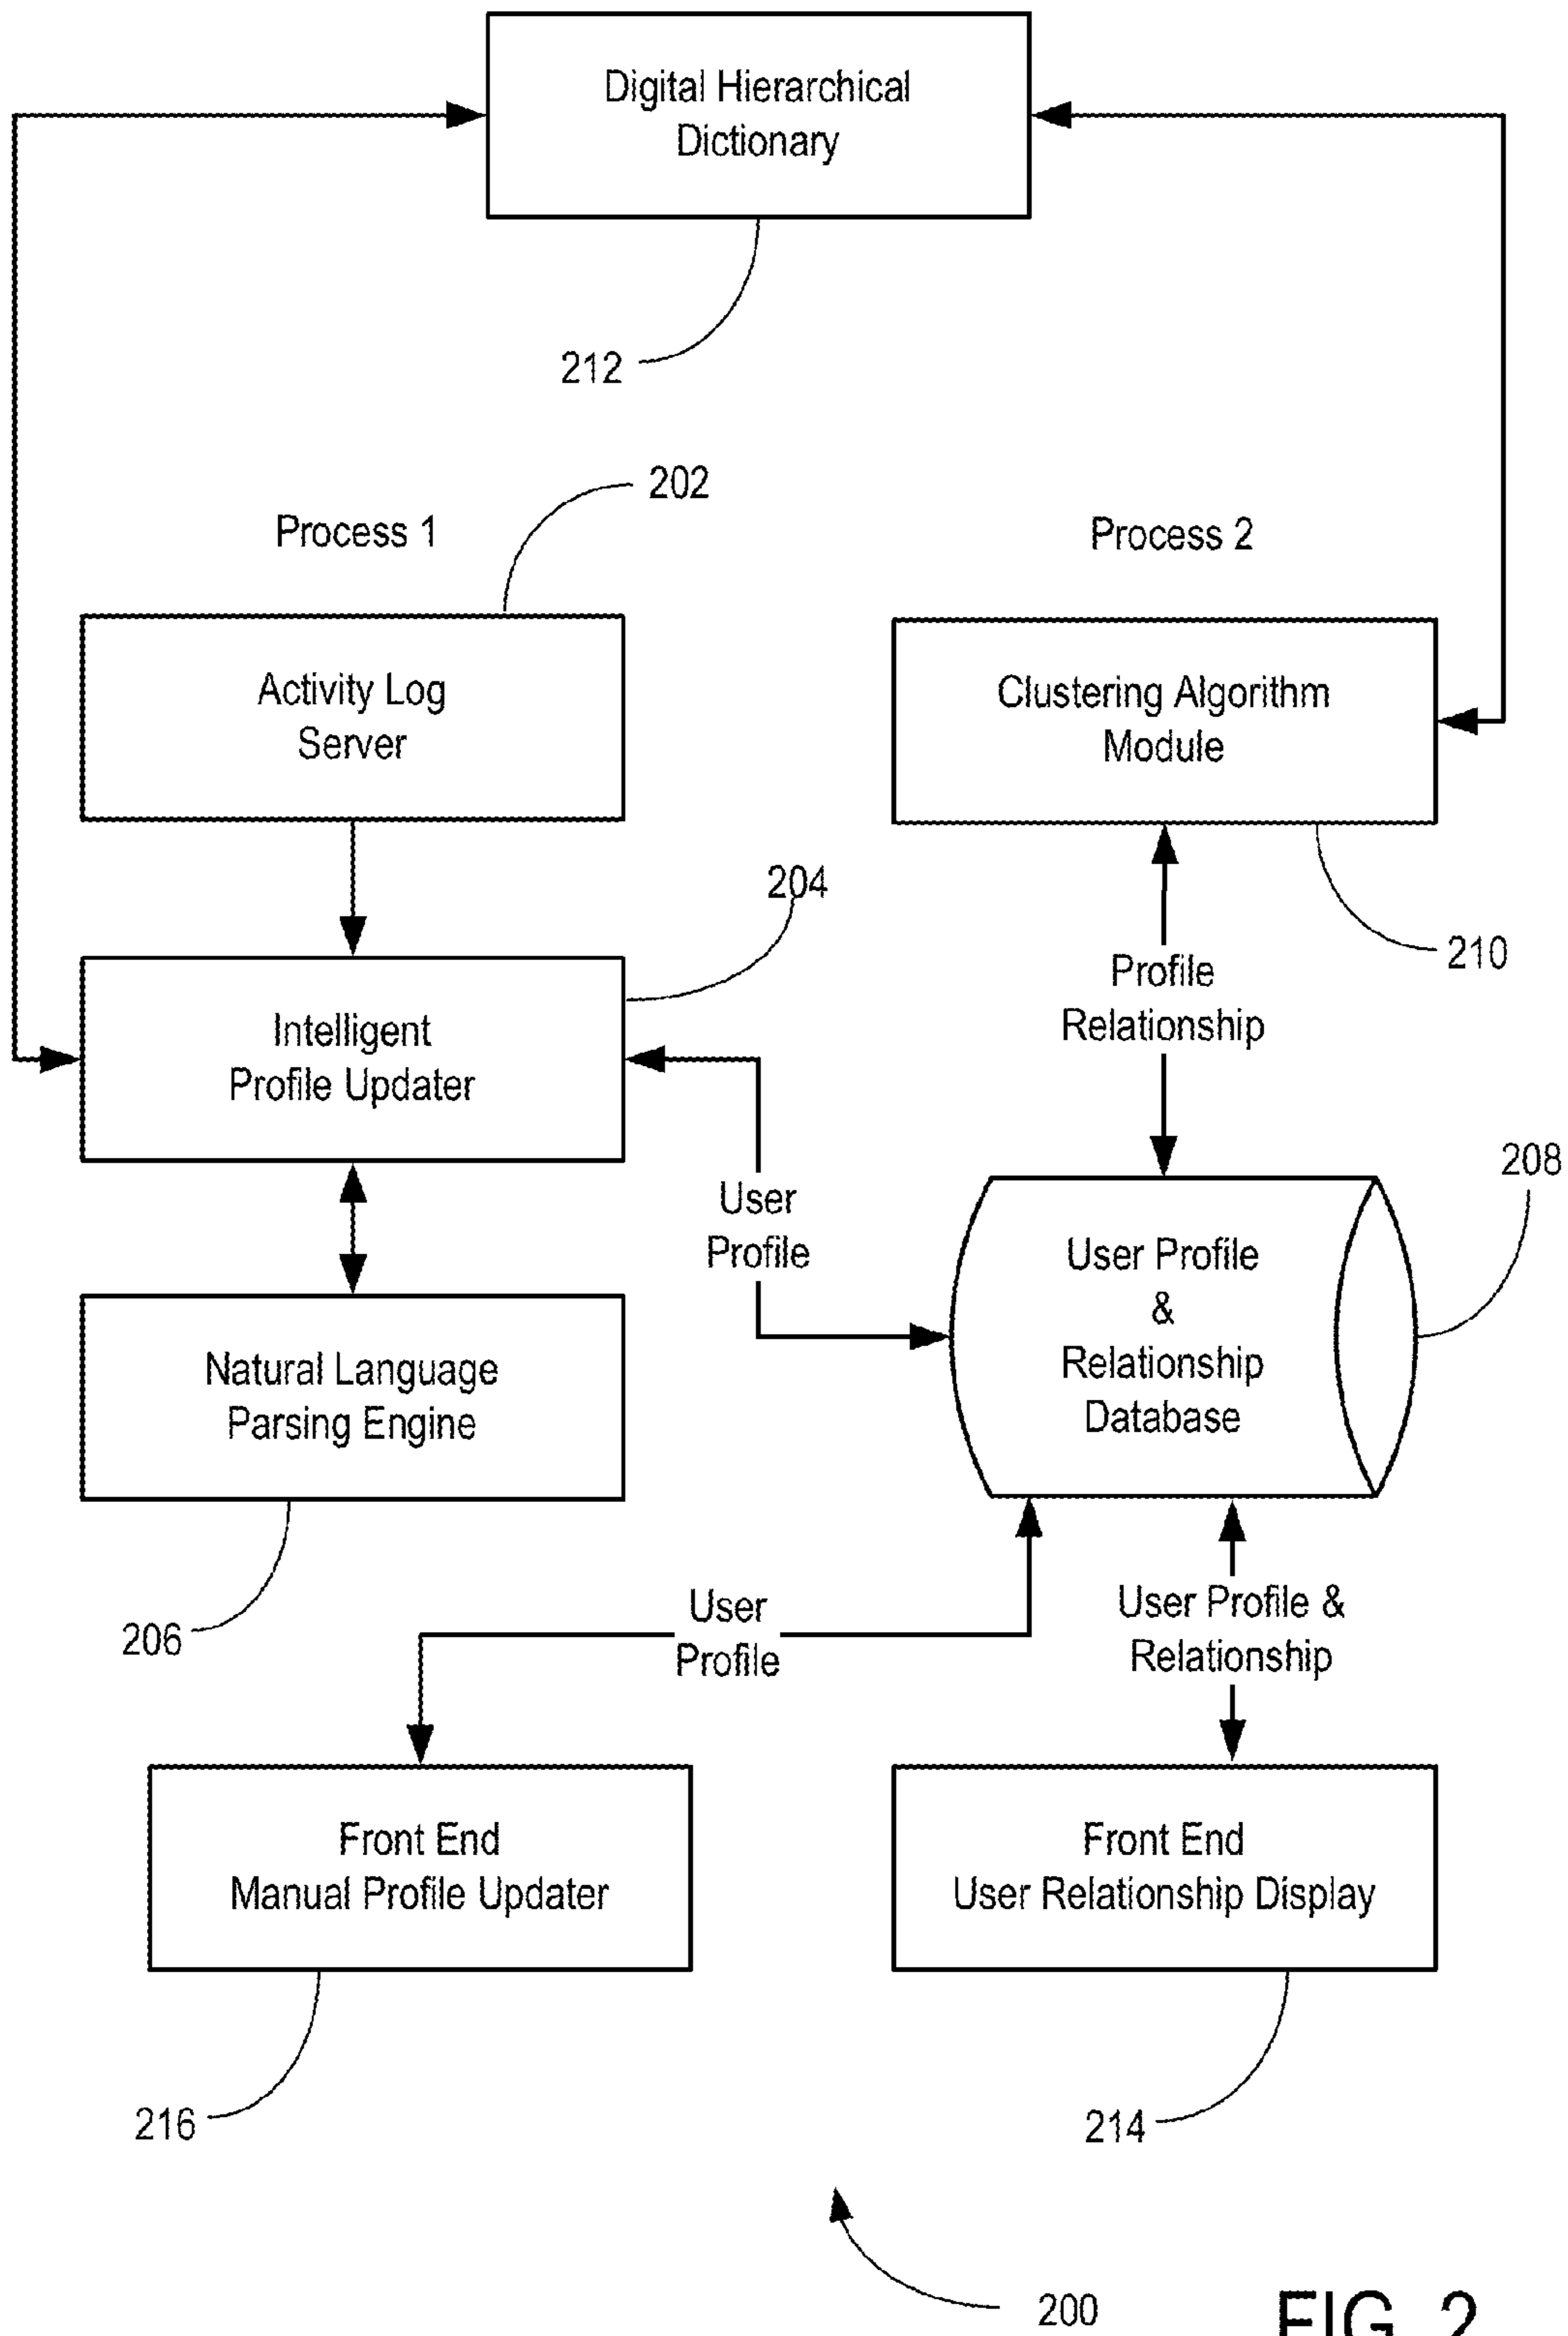 Digital Hierarchical
Dictionary
212
202
Process 1
Process 2
Activity Log
Server
Clustering Algorithm
Module
204
210
Profile
Relationship
Intelligent
Profile Updater
208
User
Profile
User Profile
&
Relationship
Database
Natural Language
Parsing Engine
206
User
Profile
User Profile &
Relationship
Front End
Manual Profile Updater
Front End
User Relationship Display
216
214
200
FIG. 2